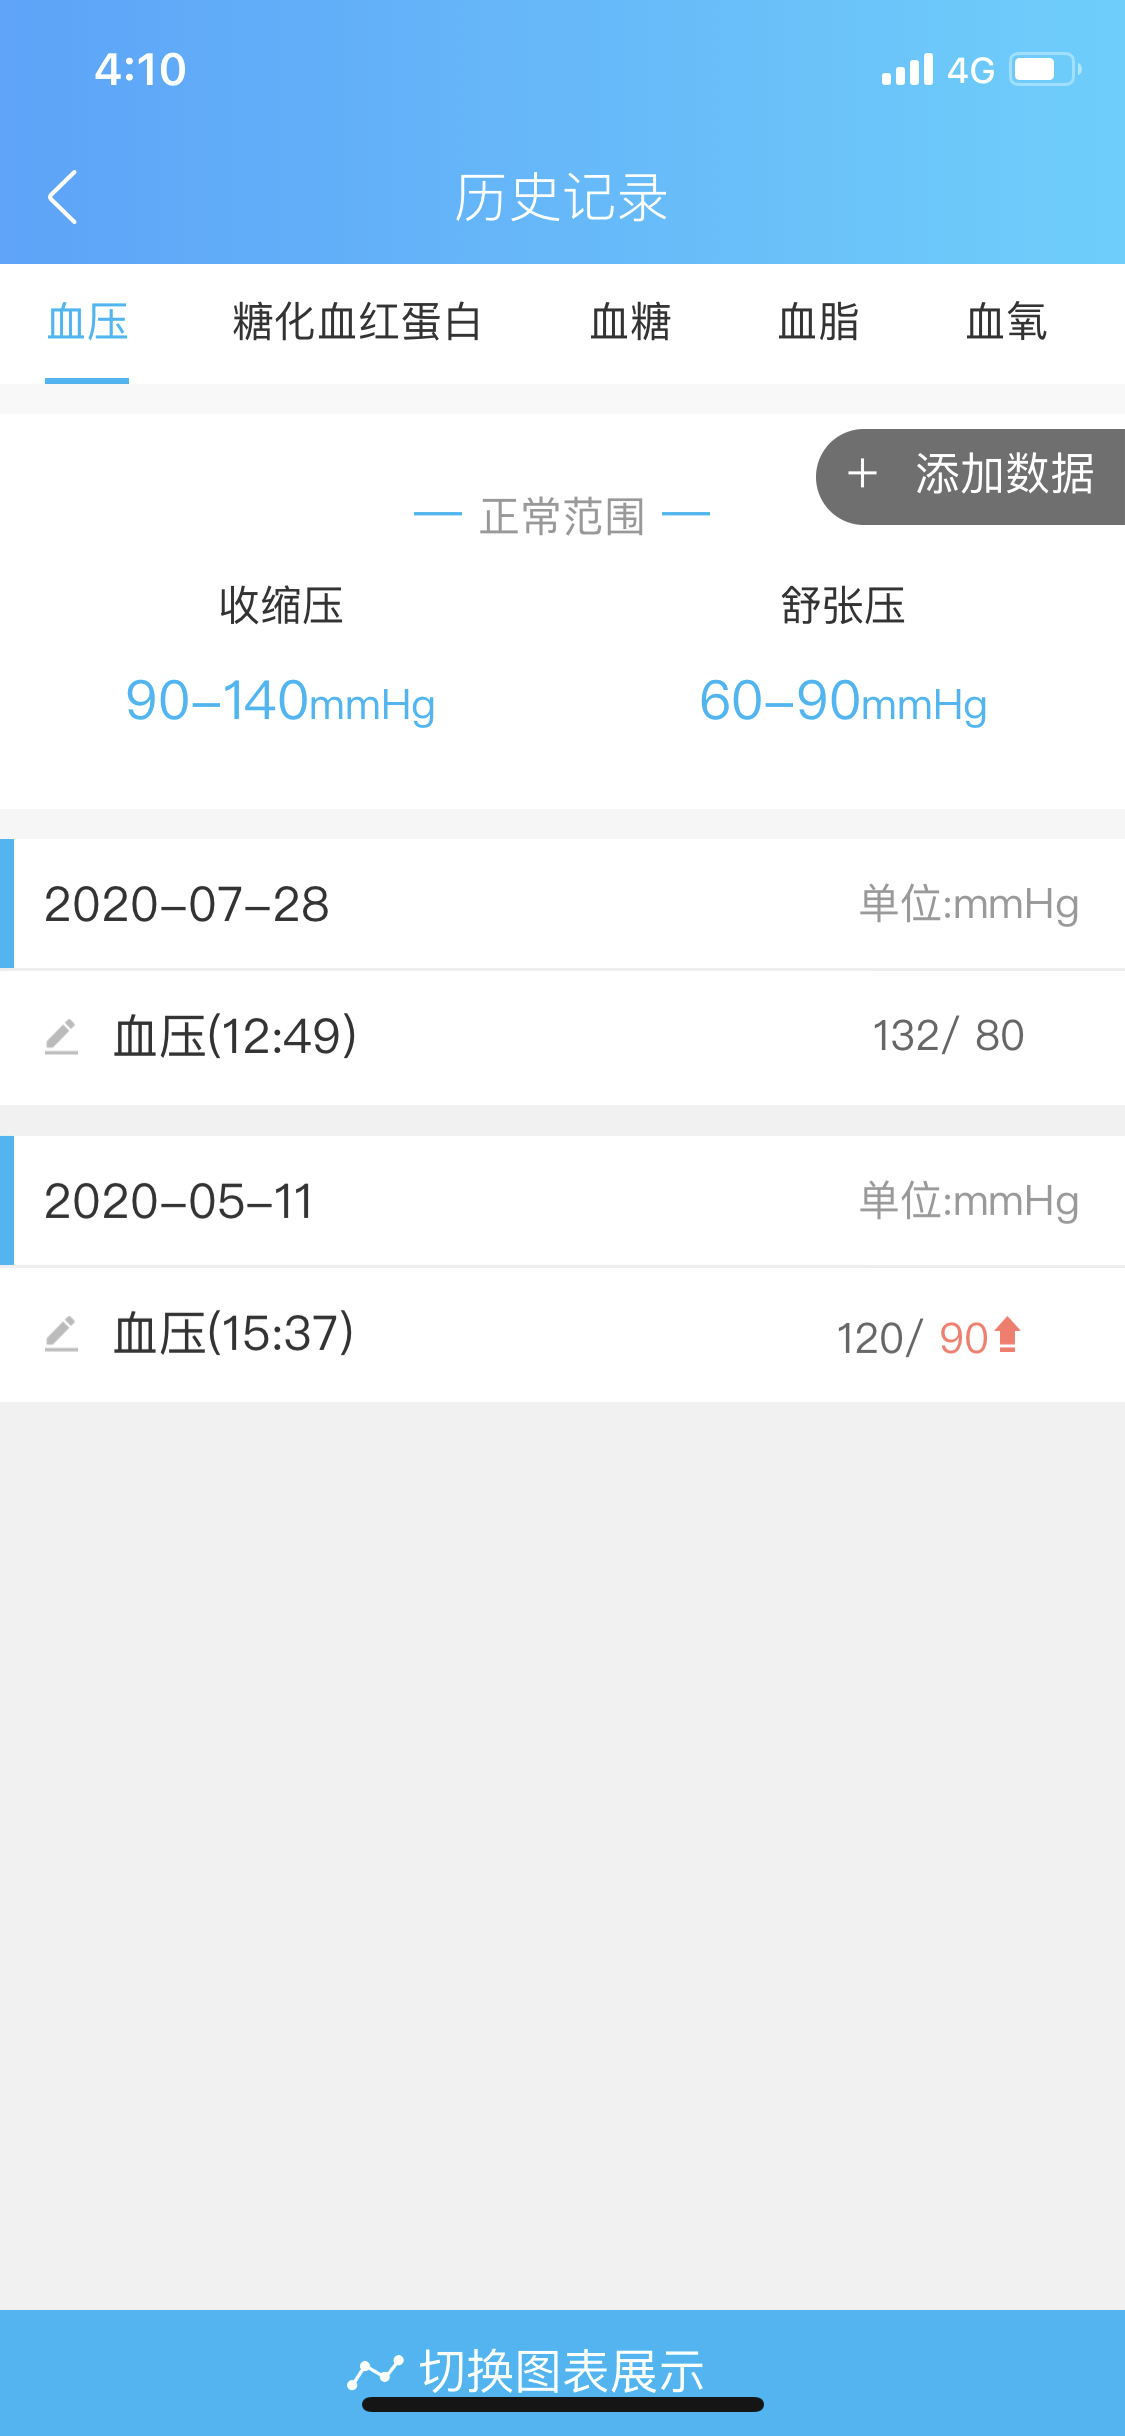 4:10
4G
历史记录
血压 糖化血红蛋白 血糖 血脂 血氧
+ 添加数据
正常范围
收缩压 舒张压
90-140mmHg 60-90mmHg
2020-07-28 单位:mmHg
血压(12:49) 132/ 80
2020-05-11 单位:mmHg
血压(15:37) 120/ 90
切换图表展示